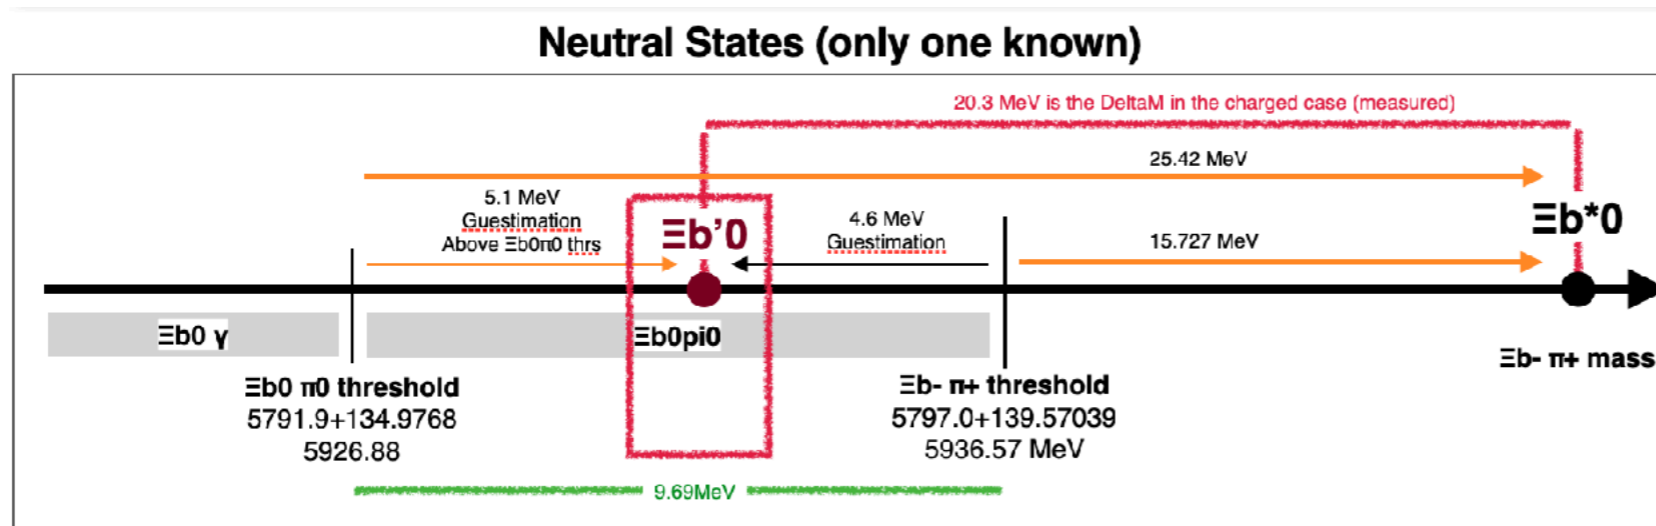 Neutral States (only one known)
20.3 MeV is the DeltaM in the charged case (measured)
25.42 MeV
5.1 MeV
Guestimation
Above Ξb0π0 thrs
Ξb’0
4.6 MeV
Guestimation
15.727 MeV
Ξb*0
Ξb0 γ
Ξb0pi0
Ξb- π+ mass
Ξb0 π0 threshold
5791.9+134.9768
5926.88
Ξb- π+ threshold
5797.0+139.57039
5936.57 MeV
9.69MeV